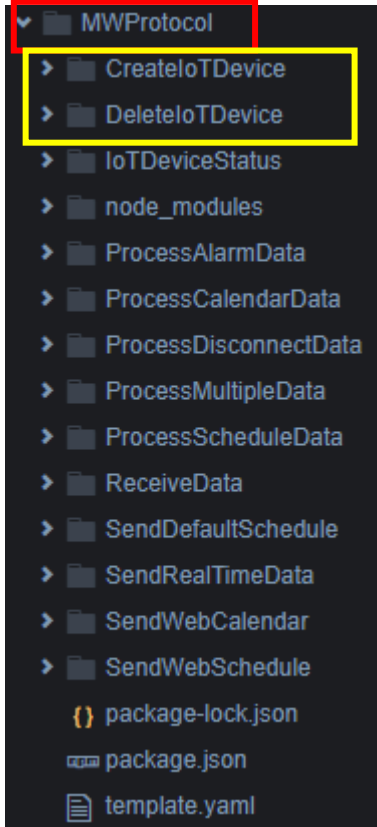 MWProtocol
CreateIoTDevice
DeleteIoTDevice
IoTDeviceStatus
node_modules
ProcessAlarmData
ProcessCalendarData
ProcessDisconnectData
ProcessMultipleData
ProcessScheduleData
ReceiveData
SendDefaultSchedule
SendRealTimeData
SendWebCalendar
SendWebSchedule
{} package-lock.json
package.json
template.yaml